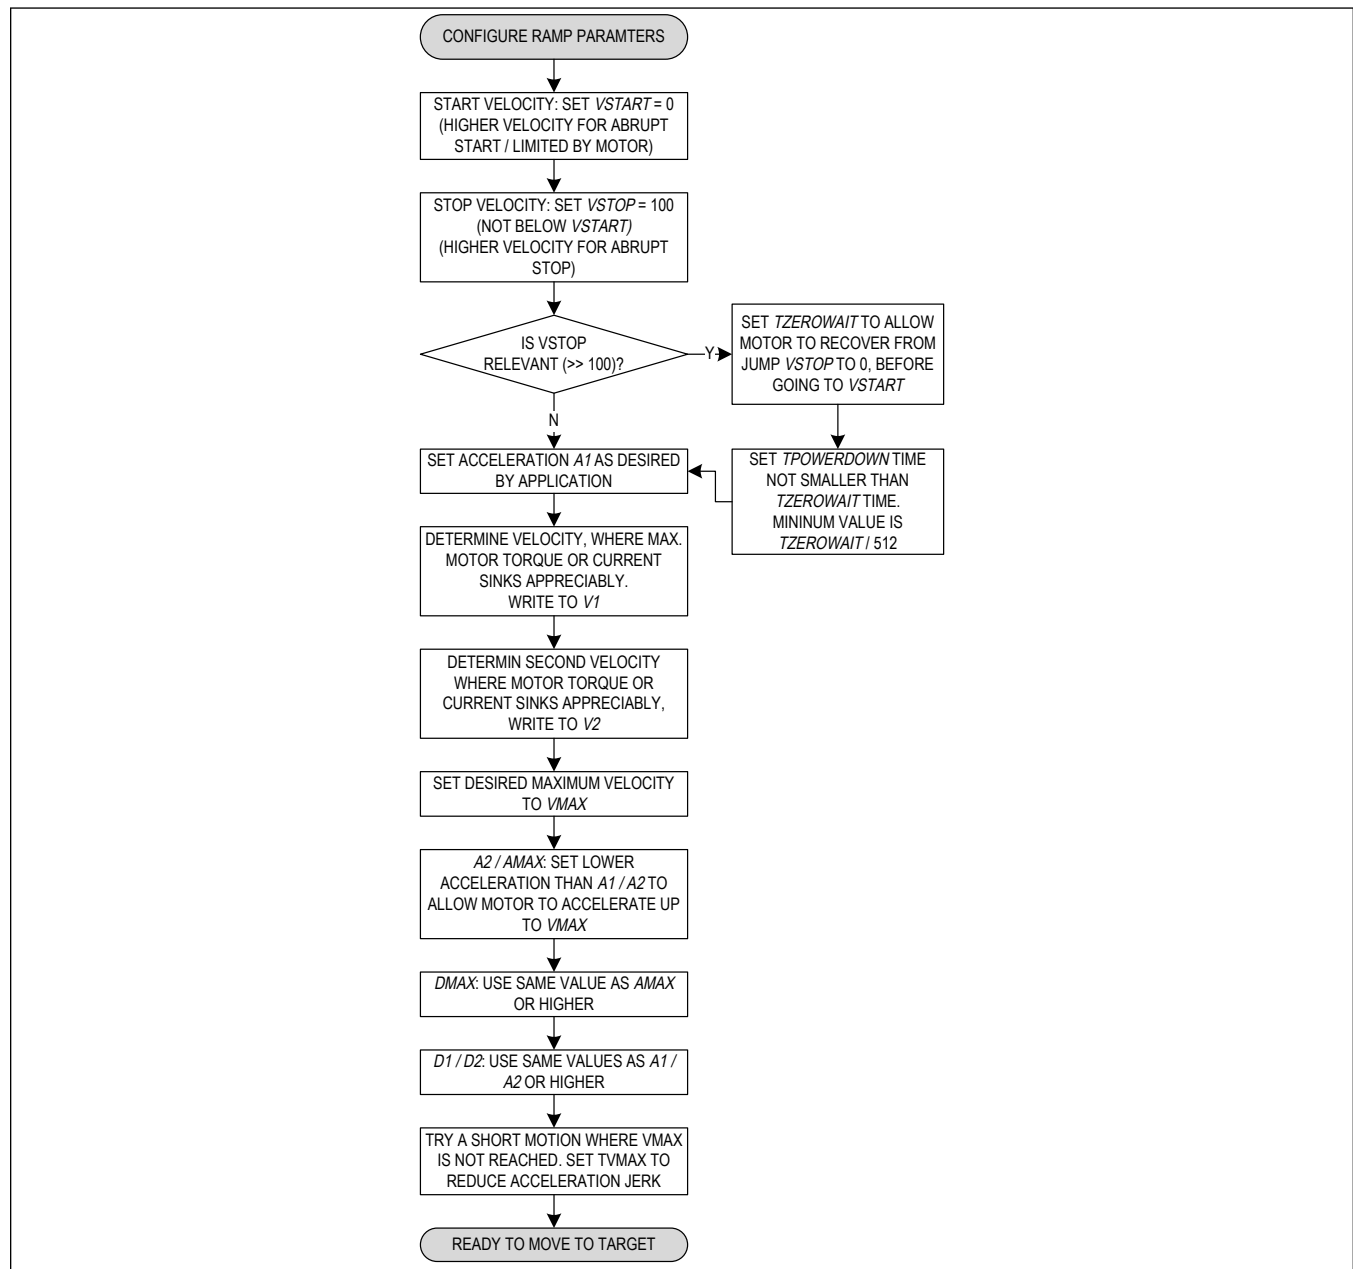 CONFIGURE RAMP PARAMTERS
START VELOCITY: SET VSTART = 0
(HIGHER VELOCITY FOR ABRUPT
START / LIMITED BY MOTOR)
STOP VELOCITY: SET VSTOP = 100
(NOT BELOW VSTART)
(HIGHER VELOCITY FOR ABRUPT
STOP)
IS VSTOP
RELEVANT (>> 100)?
Y
SET TZEROWAIT TO ALLOW
MOTOR TO RECOVER FROM
JUMP VSTOP TO 0, BEFORE
GOING TO VSTART
N
SET TPOWERDOWN TIME
NOT SMALLER THAN
TZEROWAIT TIME.
MININUM VALUE IS
TZEROWAIT / 512
SET ACCELERATION A1 AS DESIRED
BY APPLICATION
DETERMINE VELOCITY, WHERE MAX.
MOTOR TORQUE OR CURRENT
SINKS APPRECIABLY.
WRITE TO V1
DETERMIN SECOND VELOCITY
WHERE MOTOR TORQUE OR
CURRENT SINKS APPRECIABLY,
WRITE TO V2
SET DESIRED MAXIMUM VELOCITY
TO VMAX
A2 / AMAX: SET LOWER
ACCELERATION THAN A1 / A2 TO
ALLOW MOTOR TO ACCELERATE UP
TO VMAX
DMAX: USE SAME VALUE AS AMAX
OR HIGHER
D1 / D2: USE SAME VALUES AS A1 /
A2 OR HIGHER
TRY A SHORT MOTION WHERE VMAX
IS NOT REACHED. SET TVMAX TO
REDUCE ACCELERATION JERK
READY TO MOVE TO TARGET